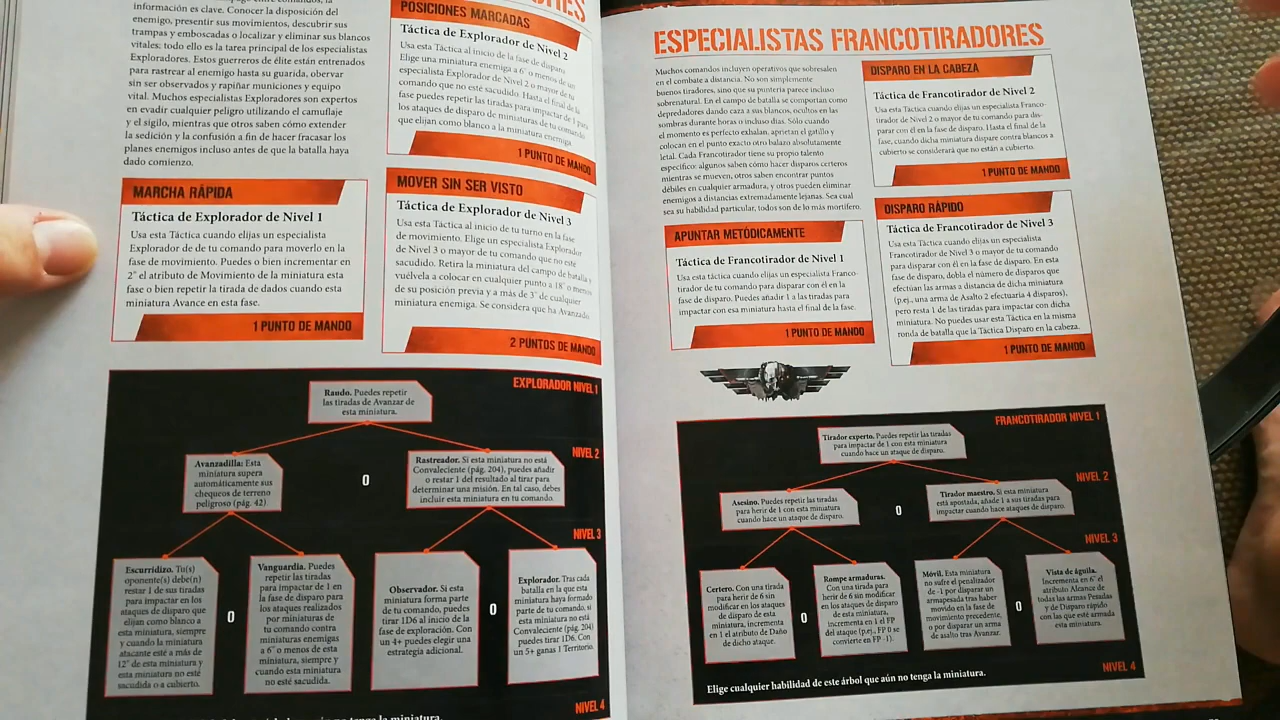 información es clave. Conocer la disposición del
enemigo, presentir sus movimientos, descubrir sus
trampas y emboscadas o localizar y eliminar sus blancos
vitales: todo ello es la tarea principal de los especialistas
Exploradores. Estos guerreros de élite están entrenados
para rastrear al enemigo hasta su guarida, obervar
sin ser observados y rapiñar municiones y equipo
vital. Muchos especialistas Exploradores son expertos
en evadir cualquier peligro utilizando el camuflaje
y el sigilo, mientras que otros saben cómo extender
la sedición y la confusión a fin de hacer fracasar los
planes enemigos incluso antes de que la batalla haya
dado comienzo.
POSICIONES MARCADAS
Táctica de Explorador de Nivel 2
Usa esta Táctica al inicio de la fase de disparo.
Elige una miniatura enemiga a 6" o menos de un
especialista Explorador de Nivel 2 o mayor de tu
comando que no esté sacudido. Hasta el final de la
fase puedes repetir las tiradas para impactar de 1 para
los ataques de disparo de miniaturas de tu comando
que elijan como blanco a la miniatura enemiga.
1 PUNTO DE MANDO
MARCHA RÁPIDA
Táctica de Explorador de Nivel 1
Usa esta Táctica cuando elijas un especialista
Explorador de de tu comando para moverlo en la
fase de movimiento. Puedes o bien incrementar en
2" el atributo de Movimiento de la miniatura esta
fase o bien repetir la tirada de dados cuando esta
miniatura Avance en esta fase.
1 PUNTO DE MANDO
MOVER SIN SER VISTO
Táctica de Explorador de Nivel 3
Usa esta Táctica al inicio de tu turno en la fase
de movimiento. Elige un especialista Explorador
de Nivel 3 o mayor de tu comando que no esté
sacudido. Retira la miniatura del campo de batalla y
vuélvela a colocar en cualquier punto a 18" o menos
de su posición previa y a más de 3" de cualquier
miniatura enemiga. Se considera que ha Avanzado
2 PUNTOS DE MANDO
EXPLORADOR NIVEL 1
Raudo. Puedes repetir
las tiradas de Avanzar de
esta miniatura.
NIVEL 2
Avanzadilla: Esta
miniatura supera
automáticamente sus
chequeos de terreno
peligroso (pág. 42)
O
Rastreador. Si esta miniatura no está
Convaleciente (pág. 204), puedes añadir
o restar 1 del resultado al tirar para
determinar una misión. En tal caso, debes
incluir esta miniatura en tu comando.
NIVEL 3
Escurridizo. Tu(s)
oponente(s) debe(n)
restar 1 de sus tiradas
para impactar en los
ataques de disparo que
elijan como blanco a
esta miniatura, siempre
y cuando la miniatura
atacante esté a más de
12" de esta miniatura y
esta miniatura no esté
sacudida o a cubierto.
O
Vanguardia. Puedes
repetir las tiradas
para impactar de 1 en
la fase de disparo para
los ataques realizados
por miniaturas de
tu comando contra
miniaturas enemigas
a 6" o menos de esta
miniatura, siempre y
cuando esta miniatura
no esté sacudida.
Observador. Si esta
miniatura forma parte
de tu comando, puedes
tirar 1D6 al inicio de la
fase de exploración. Con
un 4+ puedes elegir una
estrategia adicional.
O
Explorador. Tras cada
batalla en la que esta
miniatura haya formado
parte de tu comando, si
esta miniatura no está
Convaleciente (pág. 204)
puedes tirar 1D6. Con
un 5+ ganas 1 Territorio.
NIVEL 4
tenga la miniatura.
ESPECIALISTAS FRANCOTIRADORES
Muchos comandos incluyen operativos que sobresalen
en el combate a distancia. No son simplemente
buenos tiradores, sino que su puntería parece incluso
sobrenatural. En el campo de batalla se comportan como
depredadores dando caza a sus blancos, ocultos en las
sombras durante horas o incluso días. Sólo cuando
el momento es perfecto exhalan, aprietan el gatillo y
colocan en el punto exacto otro balazo absolutamente
letal. Cada Francotirador tiene su propio talento
específico: algunos saben cómo hacer disparos certeros
mientras se mueven, otros saben encontrar puntos
débiles en cualquier armadura, y otros pueden eliminar
enemigos a distancias extremadamente lejanas. Sea cual
sea su habilidad particular, todos son de lo más mortífero.
DISPARO EN LA CABEZA
Táctica de Francotirador de Nivel 2
Usa esta Táctica cuando elijas un especialista Franco-
tirador de Nivel 2 o mayor de tu comando para dis-
parar con él en la fase de disparo. Hasta el final de la
fase, cuando dicha miniatura dispare contra blancos a
cubierto se considerará que no están a cubierto.
1 PUNTO DE MANDO
APUNTAR METÓDICAMENTE
Táctica de Francotirador de Nivel 1
Usa esta táctica cuando elijas un especialista Franco-
tirador de tu comando para disparar con él en la
fase de disparo. Puedes añadir 1 a las tiradas para
impactar con esa miniatura hasta el final de la fase.
1 PUNTO DE MANDO
DISPARO RÁPIDO
Táctica de Francotirador de Nivel 3
Usa esta Táctica cuando elijas un especialista
Francotirador de Nivel 3 o mayor de tu comando
para disparar con él en la fase de disparo. En esta
fase de disparo, dobla el número de disparos que
efectúan las armas a distancia de dicha miniatura
(p.ej., una arma de Asalto 2 efectuaría 4 disparos),
pero resta 1 de las tiradas para impactar con dicha
miniatura. No puedes usar esta Táctica en la misma
ronda de batalla que la Táctica Disparo en la cabeza.
1 PUNTO DE MANDO
FRANCOTIRADOR NIVEL 1
Tirador experto. Puedes repetir las tiradas
para impactar de 1 con esta miniatura
cuando hace un ataque de disparo.
NIVEL 2
Asesino. Puedes repetir las tiradas
para herir de 1 con esta miniatura
cuando hace un ataque de disparo.
O
Tirador maestro. Si esta miniatura
está apostada, añade 1 a sus tiradas para
impactar cuando hace ataques de disparo.
NIVEL 3
Certero. Con una tirada
para herir de 6 sin
modificar en los ataques
de disparo de esta
miniatura, incrementa
en 1 el atributo de Daño
de dicho ataque.
O
Rompe armaduras.
Con una tirada para
herir de 6 sin modificar
en los ataques de disparo
de esta miniatura,
incrementa en 1 el FP
del ataque (p.ej., FP 0 se
convierte en FP -1).
Móvil. Esta miniatura
no sufre el penalizador
de -1 por disparar un
armapesada tras haber
movido en la fase de
movimiento precedente,
o por disparar un arma
de asalto tras Avanzar.
O
Vista de águila.
Incrementa en 6" el
atributo Alcance de
todas las armas Pesadas
y de Disparo rápido
con las que esté armada
esta miniatura.
NIVEL 4
Elige cualquier habilidad de este árbol que aún no tenga la miniatura.